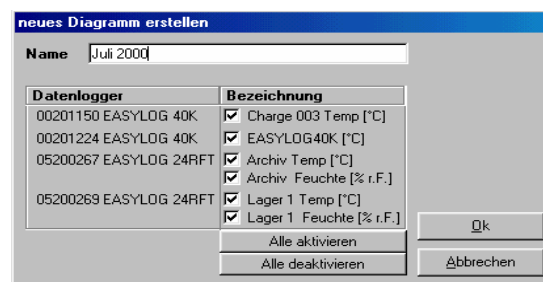 neues Diagramm erstellen
Name Juli 2000
Datenlogger Bezeichnung
00201150 EASYLOG 40K Charge 003 Temp [°C]
00201224 EASYLOG 40K EASYLOG40K [°C]
05200267 EASYLOG 24RFT Archiv Temp [°C]
Archiv Feuchte [% r.F.]
05200269 EASYLOG 24RFT Lager 1 Temp [°C]
Lager 1 Feuchte [% r.F.]
Ok
Alle aktivieren
Alle deaktivieren Abbrechen